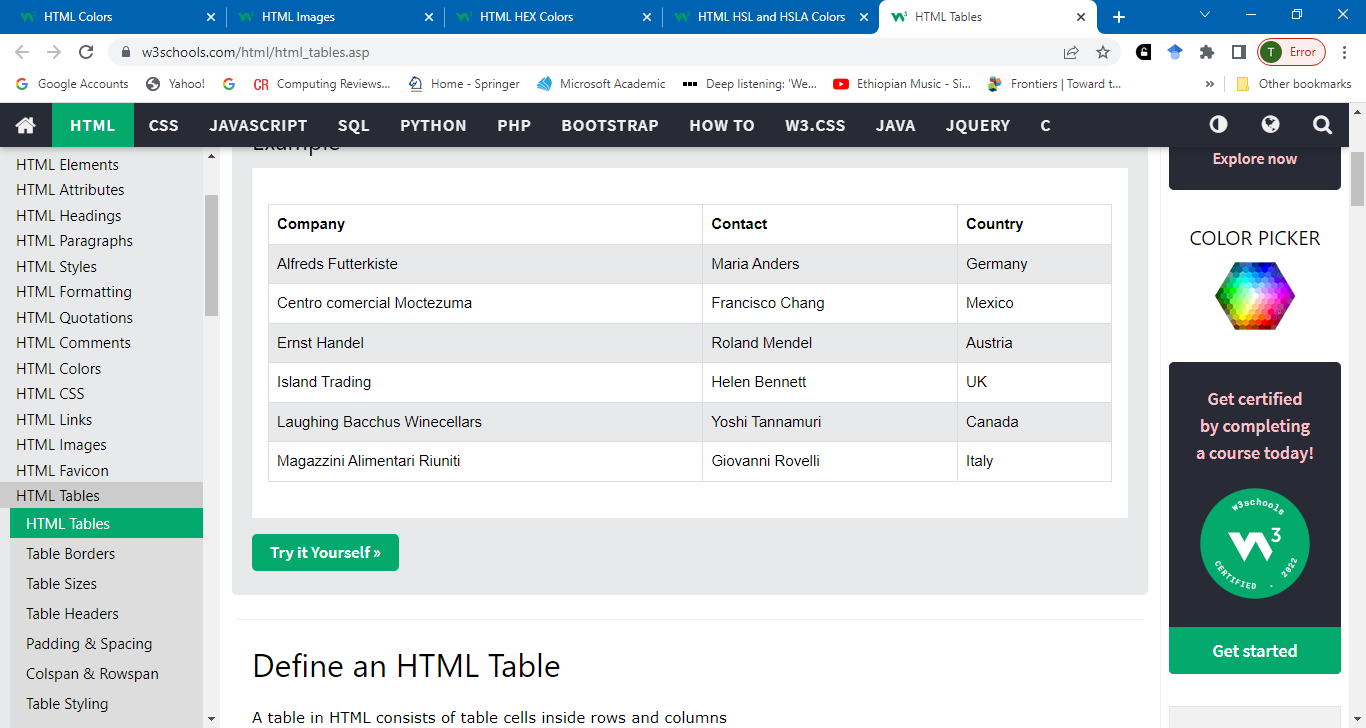 HTML Colors
HTML Images
HTML HEX Colors
HTML HSL and HSLA Colors
HTML Tables
w3schools.com/html/html_tables.asp
T Error
Google Accounts
Yahoo!
CR Computing Reviews...
Home - Springer
Microsoft Academic
Deep listening: 'We...
Ethiopian Music - Si...
Frontiers | Toward t...
»
Other bookmarks
HTML CSS JAVASCRIPT SQL PYTHON PHP BOOTSTRAP HOW TO W3.CSS JAVA JQUERY C
HTML Elements
HTML Attributes
HTML Headings
HTML Paragraphs
HTML Styles
HTML Formatting
HTML Quotations
HTML Comments
HTML Colors
HTML CSS
HTML Links
HTML Images
HTML Favicon
HTML Tables
HTML Tables
Table Borders
Table Sizes
Table Headers
Padding & Spacing
Colspan & Rowspan
Table Styling
Example
Company Contact Country
Alfreds Futterkiste Maria Anders Germany
Centro comercial Moctezuma Francisco Chang Mexico
Ernst Handel Roland Mendel Austria
Island Trading Helen Bennett UK
Laughing Bacchus Winecellars Yoshi Tannamuri Canada
Magazzini Alimentari Riuniti Giovanni Rovelli Italy
Try it Yourself »
Define an HTML Table
A table in HTML consists of table cells inside rows and columns
Explore now
COLOR PICKER
Get certified
by completing
a course today!
w3schools
3
CERTIFIED . 2022
Get started